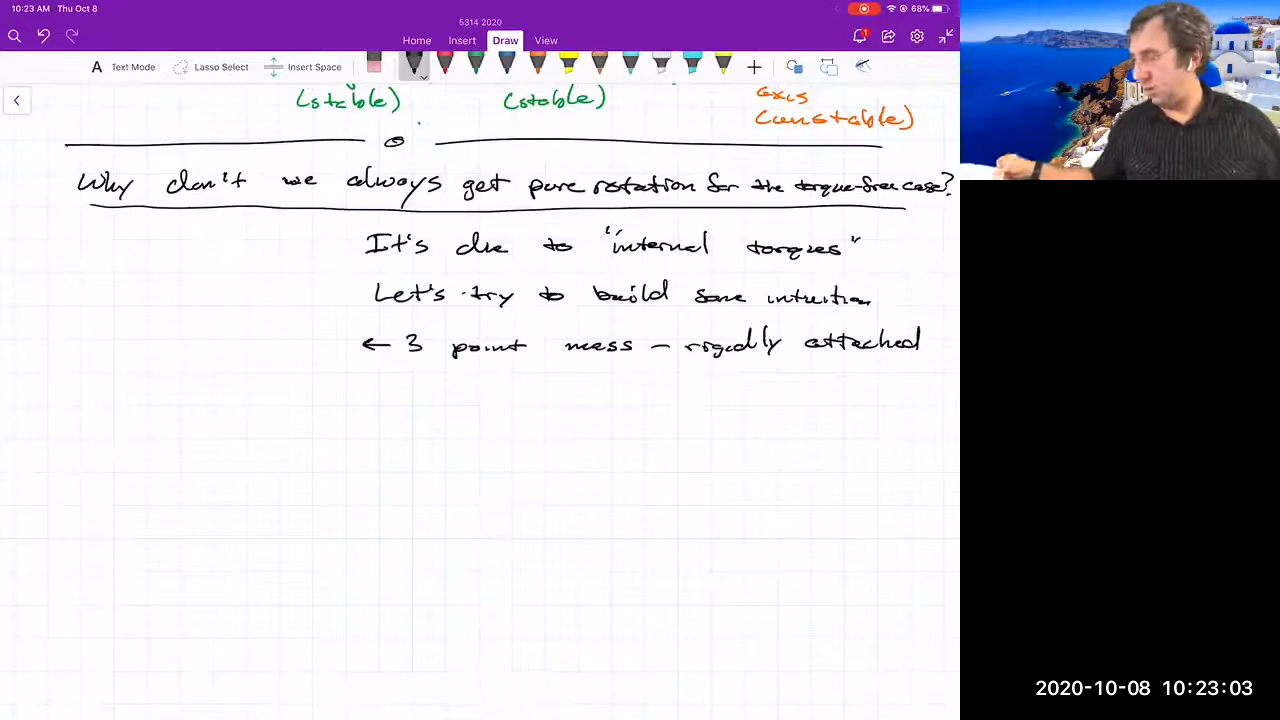 10:23 AM Thu Oct 8
68%
5314 2020
Home Insert Draw View
1
Text Mode Lasso Select Insert Space
(stable) (stable) axis
(unstable)
Why don't we always get pure rotation for the torque-free case?
It's due to "internal torques"
Let's try to build some intuition
← 3 point mass – rigidly attached
2020-10-08 10:23:03